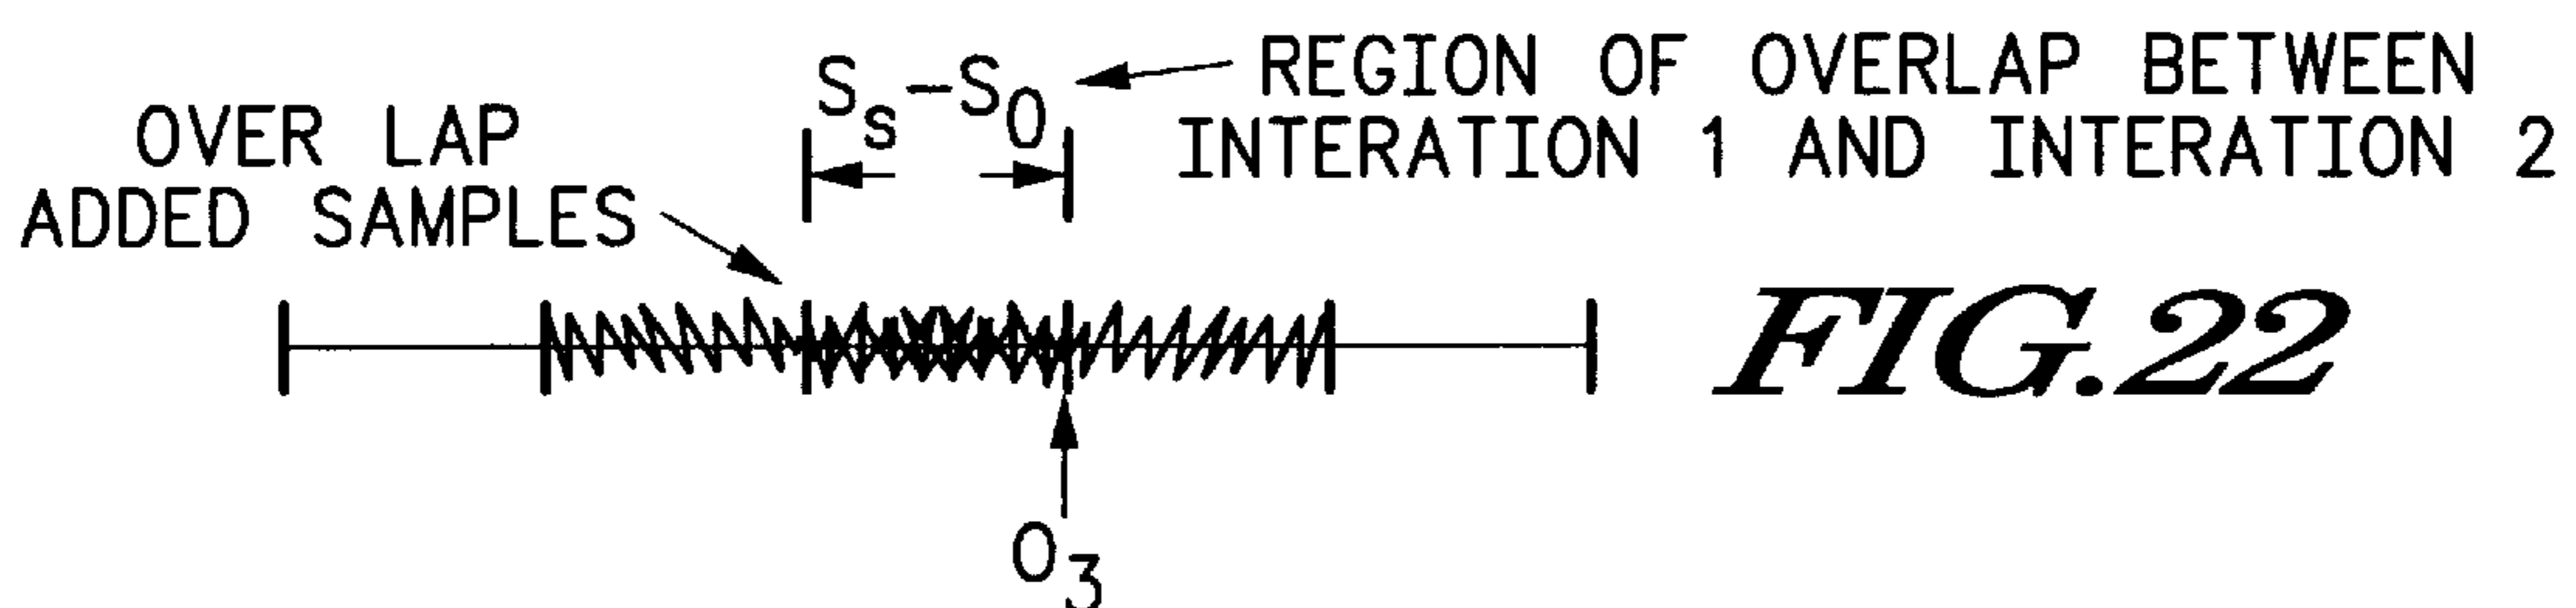 S_s-S_0
REGION OF OVERLAP BETWEEN
INTERATION 1 AND INTERATION 2
OVER LAP
ADDED SAMPLES
FIG.22
O_3